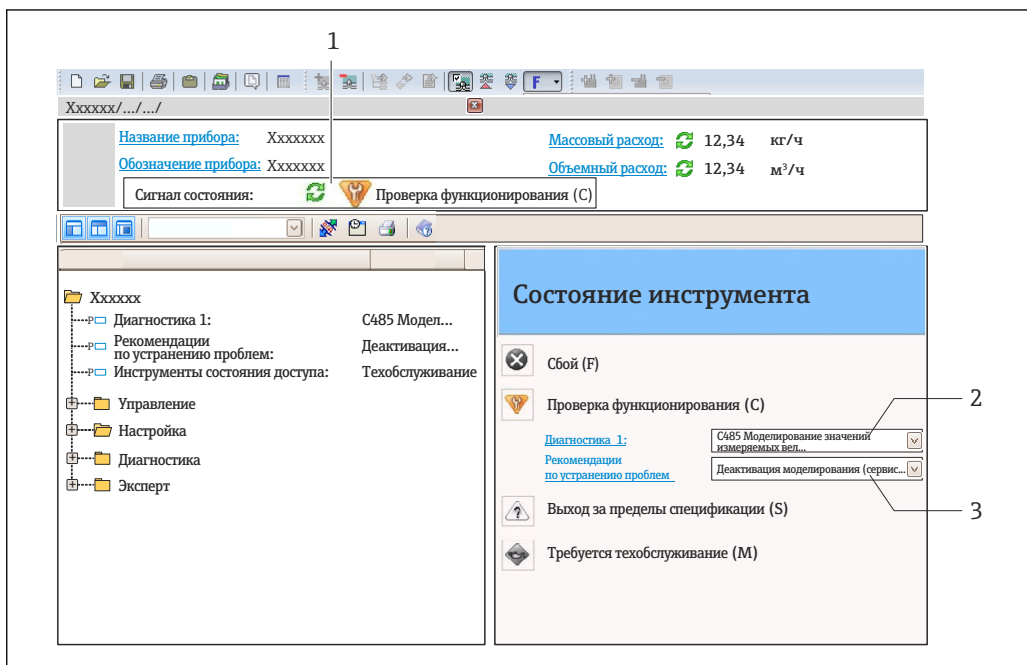 1
F
Xxxxxx/.../.../
Название прибора: Xxxxxxx
Массовый расход: 12,34 кг/ч
Обозначение прибора: Xxxxxxx
Объемный расход: 12,34 м³/ч
Сигнал состояния: Проверка функционирования (C)
Xxxxxx
P Диагностика 1: C485 Модел...
P Рекомендации
по устранению проблем: Деактивация...
P Инструменты состояния доступа: Техобслуживание
Управление
Настройка
Диагностика
Эксперт
Состояние инструмента
Сбой (F)
Проверка функционирования (C)
2
Диагностика 1:
C485 Моделирование значений
измеряемых вел...
Рекомендации
по устранению проблем
Деактивация моделирования (сервис...
Выход за пределы спецификации (S)
3
Требуется техобслуживание (M)